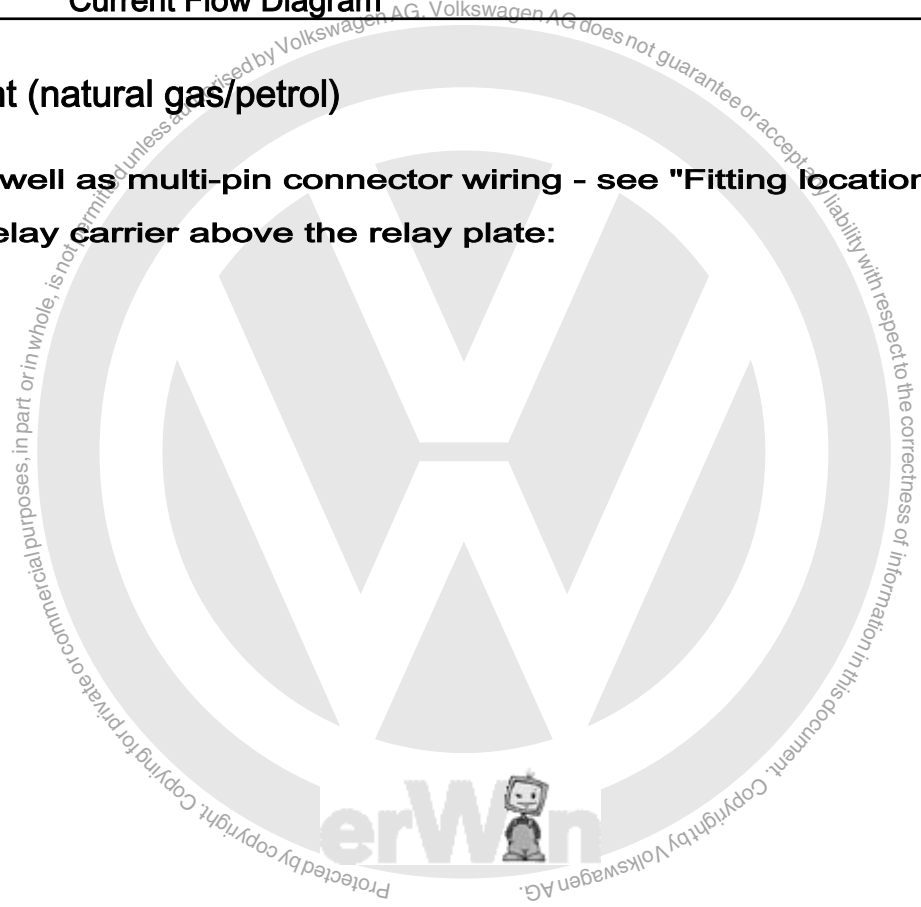 Current Flow Diagram
(natural gas/petrol)
well as multi-pin connector wiring - see "Fitting location
carrier above the relay plate:
Protected by copyright. Copying for private or commercial purposes, in part or in whole, is not permitted unless authorised by Volkswagen AG. Volkswagen AG does not guarantee or accept any liability with respect to the correctness of information in this document. Copyright by Volkswagen AG.
erWin